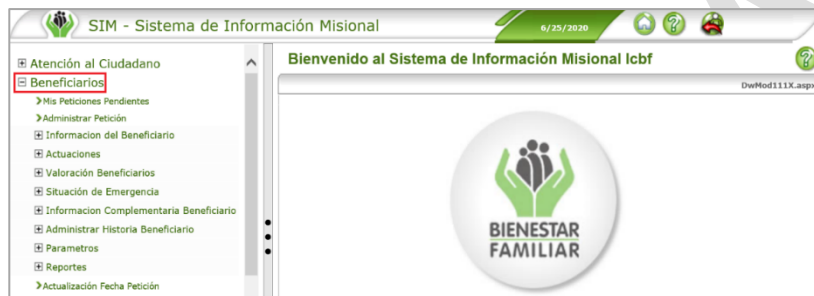 SIM - Sistema de Información Misional
6/25/2020
Atención al Ciudadano
Beneficiarios
Mis Peticiones Pendientes
Administrar Petición
Informacion del Beneficiario
Actuaciones
Valoración Beneficiarios
Situación de Emergencia
Informacion Complementaria Beneficiario
Administrar Historia Beneficiario
Parametros
Reportes
Actualización Fecha Petición
Bienvenido al Sistema de Información Misional Icbf
DwMod111X.aspx
BIENESTAR
FAMILIAR